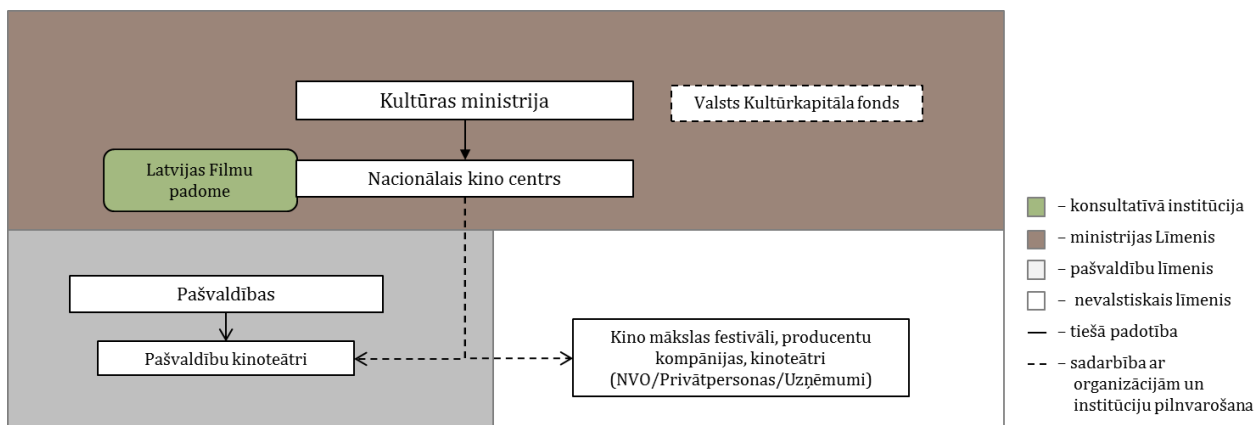 Kultūras ministrija
Valsts Kultūrkapitāla fonds
Latvijas Filmu
padome
Nacionālais kino centrs
Pašvaldības
Pašvaldību kinoteātri
Kino mākslas festivāli, producentu
kompānijas, kinoteātri
(NVO/Privātpersonas/Uzņēmumi)
– konsultatīvā institūcija
– ministrijas Līmenis
– pašvaldību līmenis
– nevalstiskais līmenis
– tiešā padotība
– sadarbība ar
organizācijām un
institūciju pilnvarošana